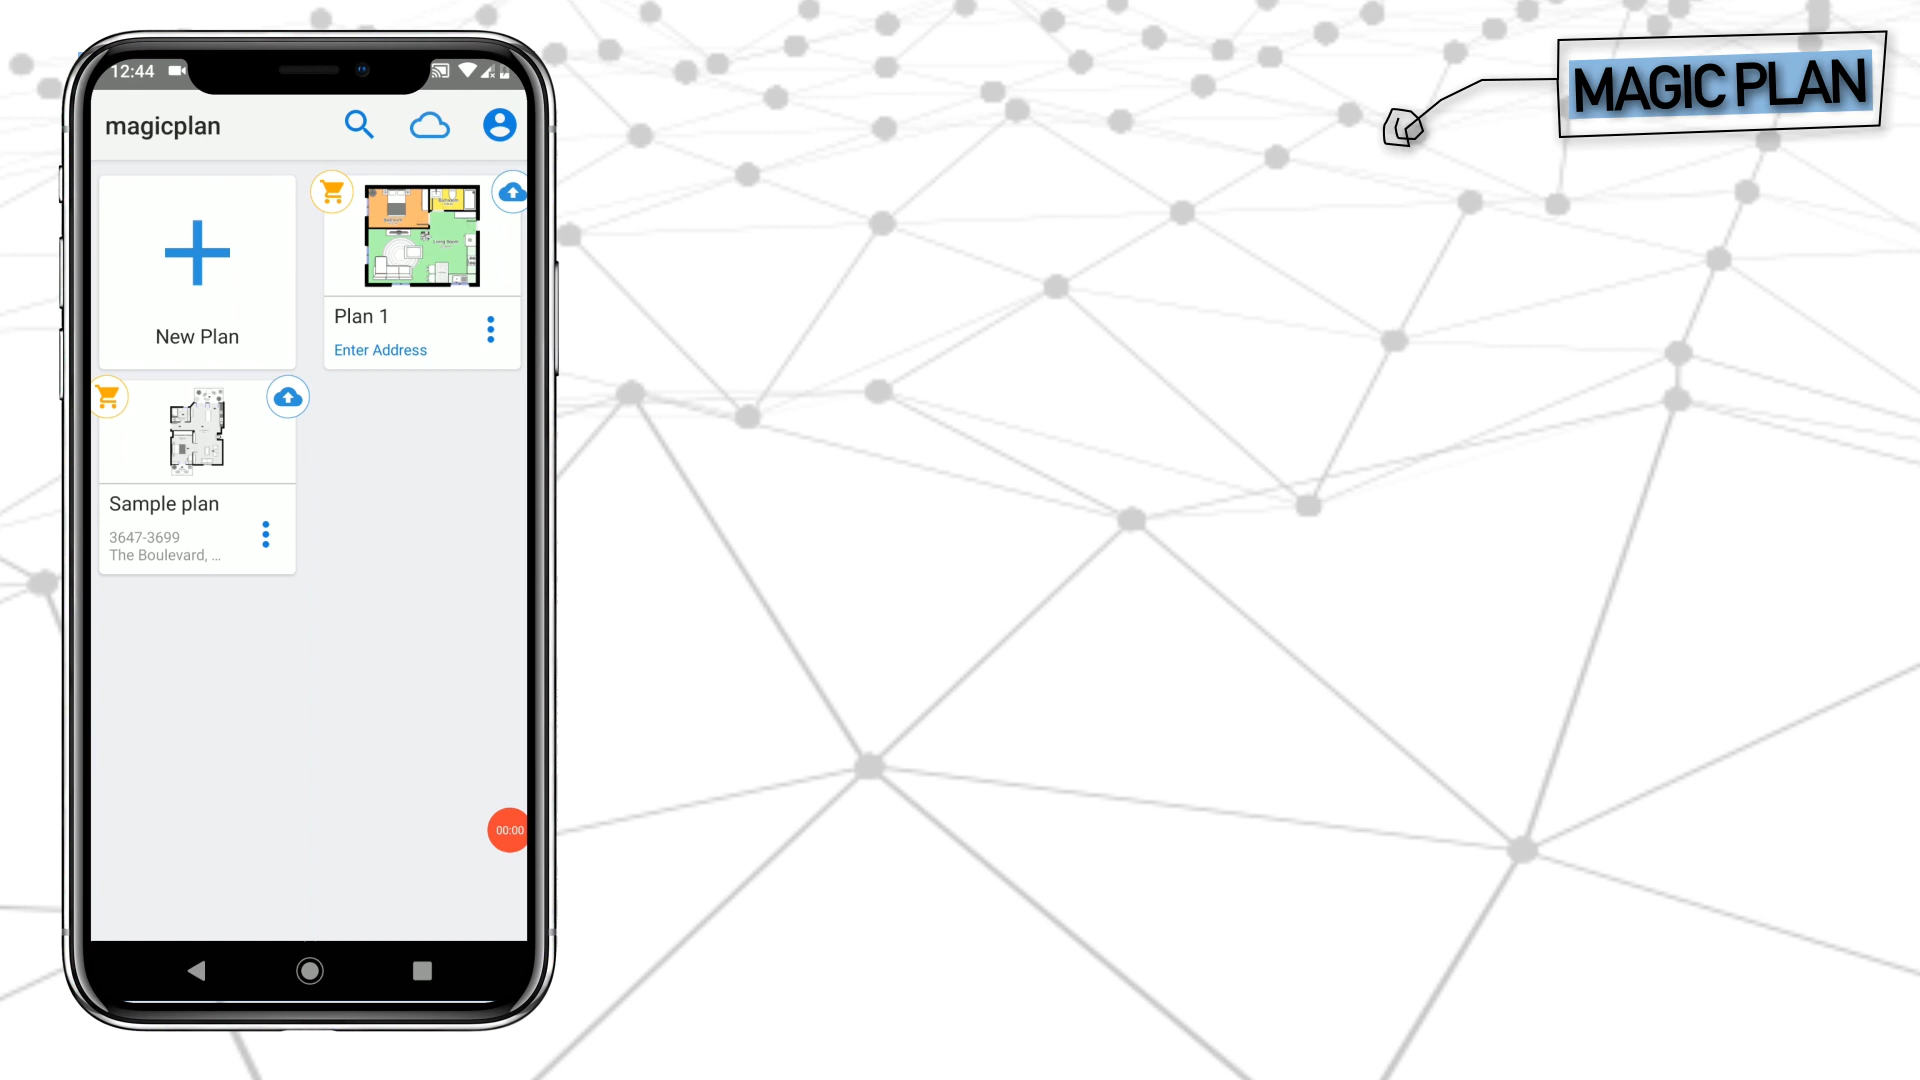 12:44
magicplan
MAGIC PLAN
New Plan
Plan 1
Enter Address
Sample plan
3647-3699
The Boulevard, ...
00:00